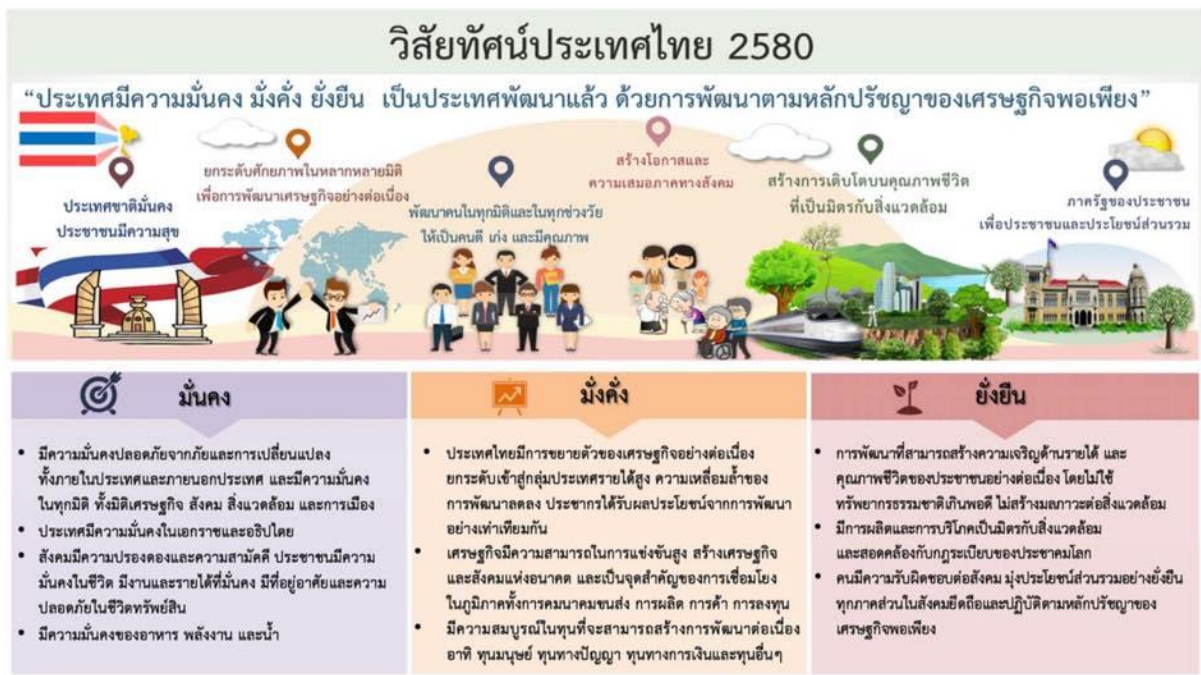 วิสัยทัศน์ประเทศไทย 2580
“ประเทศมีความมั่นคง มั่งคั่ง ยั่งยืน เป็นประเทศพัฒนาแล้ว ด้วยการพัฒนาตามหลักปรัชญาของเศรษฐกิจพอเพียง”
ประเทศชาติมั่นคง
ประชาชนมีความสุข
ยกระดับศักยภาพในหลากหลายมิติ
เพื่อการพัฒนาเศรษฐกิจอย่างต่อเนื่อง
พัฒนาคนในทุกมิติและในทุกช่วงวัย
ให้เป็นคนดี เก่ง และมีคุณภาพ
สร้างโอกาสและ
ความเสมอภาคทางสังคม
สร้างการเติบโตบนคุณภาพชีวิต
ที่เป็นมิตรกับสิ่งแวดล้อม
ภาครัฐของประชาชน
เพื่อประชาชนและประโยชน์ส่วนรวม
มั่นคง
• มีความมั่นคงปลอดภัยจากภัยและการเปลี่ยนแปลง
ทั้งภายในประเทศและภายนอกประเทศ และมีความมั่นคง
ในทุกมิติ ทั้งมิติเศรษฐกิจ สังคม สิ่งแวดล้อม และการเมือง
• ประเทศมีความมั่นคงในเอกราชและอธิปไตย
• สังคมมีความปรองดองและความสามัคคี ประชาชนมีความ
มั่นคงในชีวิต มีงานและรายได้ที่มั่นคง มีที่อยู่อาศัยและความ
ปลอดภัยในชีวิตทรัพย์สิน
• มีความมั่นคงของอาหาร พลังงาน และน้ำ
มั่งคั่ง
• ประเทศไทยมีการขยายตัวของเศรษฐกิจอย่างต่อเนื่อง
ยกระดับเข้าสู่กลุ่มประเทศรายได้สูง ความเหลื่อมล้ำของ
การพัฒนาลดลง ประชากรได้รับผลประโยชน์จากการพัฒนา
อย่างเท่าเทียมกัน
• เศรษฐกิจมีความสามารถในการแข่งขันสูง สร้างเศรษฐกิจ
และสังคมแห่งอนาคต และเป็นจุดสำคัญของการเชื่อมโยง
ในภูมิภาคทั้งการคมนาคมขนส่ง การผลิต การค้า การลงทุน
• มีความสมบูรณ์ในทุนที่จะสามารถสร้างการพัฒนาต่อเนื่อง
อาทิ ทุนมนุษย์ ทุนทางปัญญา ทุนทางการเงินและทุนอื่นๆ
ยั่งยืน
• การพัฒนาที่สามารถสร้างความเจริญด้านรายได้ และ
คุณภาพชีวิตของประชาชนอย่างต่อเนื่อง โดยไม่ใช้
ทรัพยากรธรรมชาติเกินพอดี ไม่สร้างมลภาวะต่อสิ่งแวดล้อม
• มีการผลิตและการบริโภคเป็นมิตรกับสิ่งแวดล้อม
และสอดคล้องกับกฎระเบียบของประชาคมโลก
• คนมีความรับผิดชอบต่อสังคม มุ่งประโยชน์ส่วนรวมอย่างยั่งยืน
ทุกภาคส่วนในสังคมยึดถือและปฏิบัติตามหลักปรัชญาของ
เศรษฐกิจพอเพียง